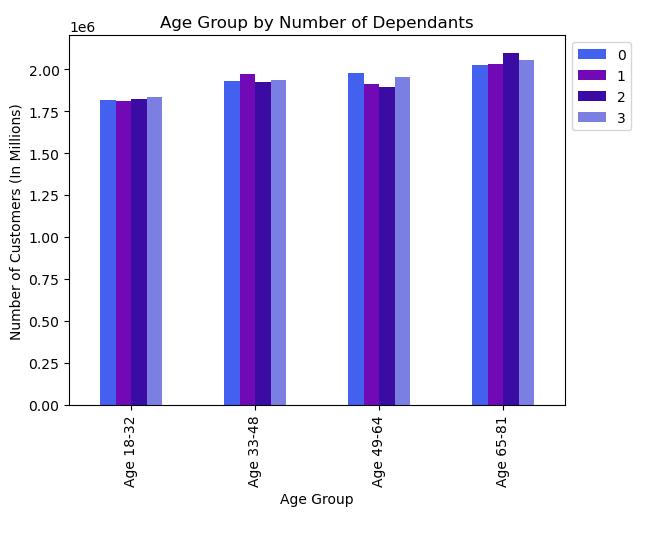 Age Group by Number of Dependants
1e6
2.00
1.75
1.50
1.25
1.00
0.75
0.50
0.25
0.00
Number of Customers (In Millions)
Age 18-32
Age 33-48
Age 49-64
Age 65-81
Age Group
0
1
2
3